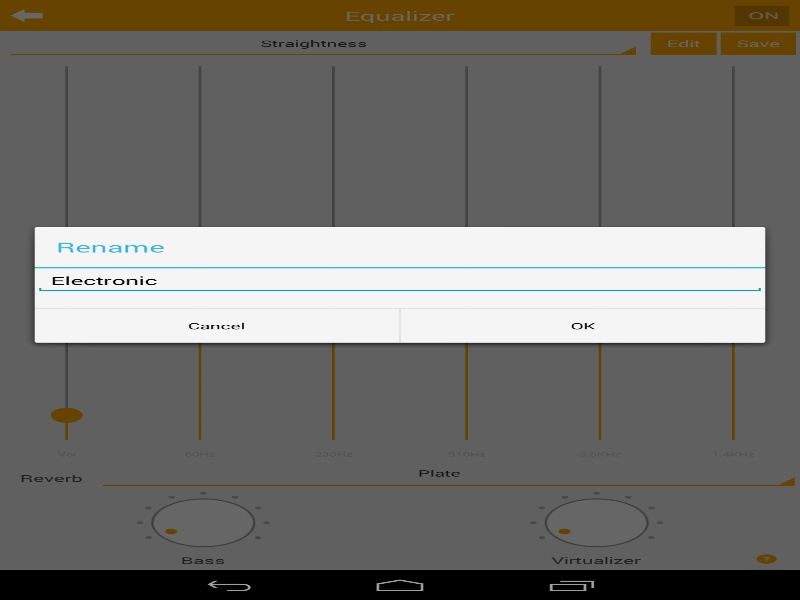 Equalizer
ON
Straightness
Edit
Save
Rename
Electronic
Cancel
OK
Vol
60Hz
230Hz
910Hz
3.6KHz
14KHz
Reverb
Plate
Bass
Virtualizer